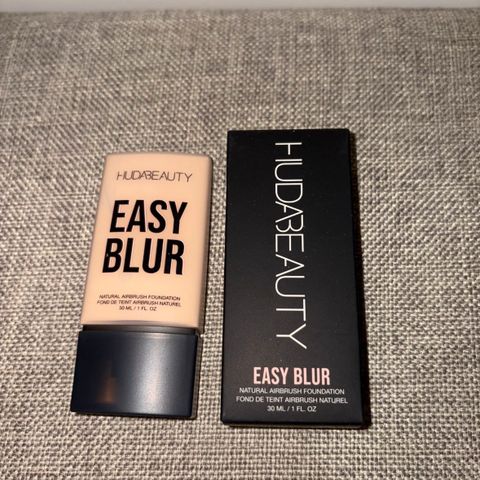 HUDABEAUTY
EASY
BLUR
NATURAL AIRBRUSH FOUNDATION
FOND DE TEINT AIRBRUSH NATUREL
30 ML / 1 FL. OZ
HUDABEAUTY
EASY BLUR
NATURAL AIRBRUSH FOUNDATION
FOND DE TEINT AIRBRUSH NATUREL
30 ML / 1 FL. OZ